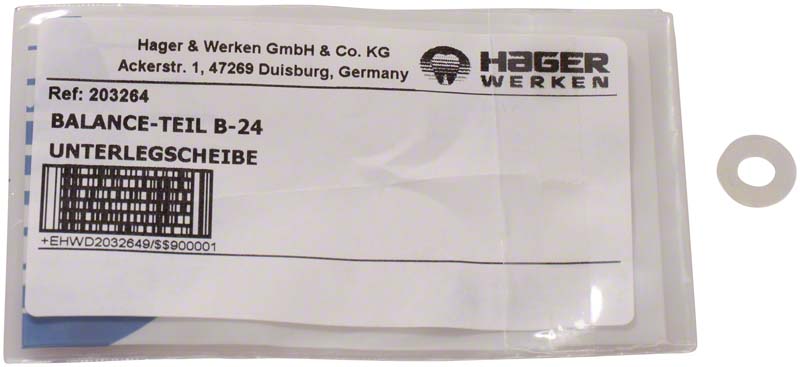 Hager & Werken GmbH & Co. KG
Ackerstr. 1, 47269 Duisburg, Germany
HAGER
WERKEN
Ref: 203264
BALANCE-TEIL B-24
UNTERLEGSCHEIBE
+EHWD2032649/$$900001